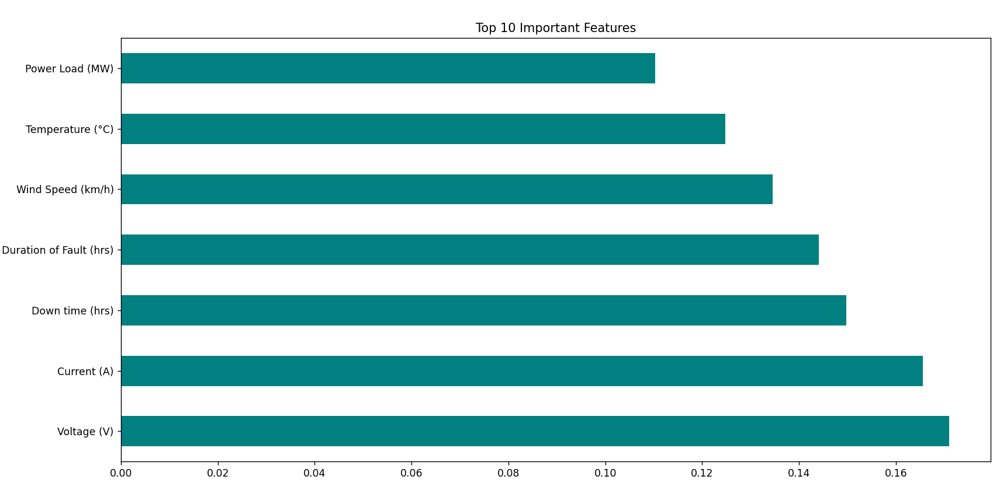 Top 10 Important Features
Power Load (MW)
Temperature (°C)
Wind Speed (km/h)
Duration of Fault (hrs)
Down time (hrs)
Current (A)
Voltage (V)
0.00 0.02 0.04 0.06 0.08 0.10 0.12 0.14 0.16